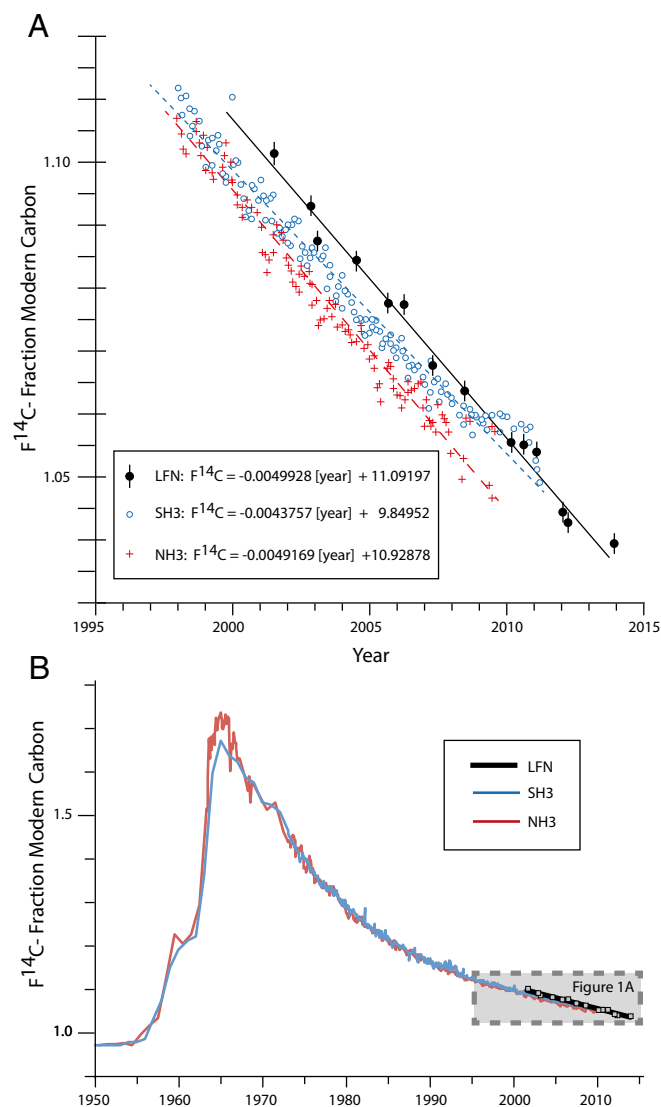 A
F14C- Fraction Modern Carbon
1.10
1.05
LFN: F14C = -0.0049928 [year] + 11.09197
SH3: F14C = -0.0043757 [year] + 9.84952
NH3: F14C = -0.0049169 [year] +10.92878
1995 2000 2005 2010 2015
Year
B
F14C- Fraction Modern Carbon
1.5
1.0
LFN
SH3
NH3
Figure 1A
1950 1960 1970 1980 1990 2000 2010